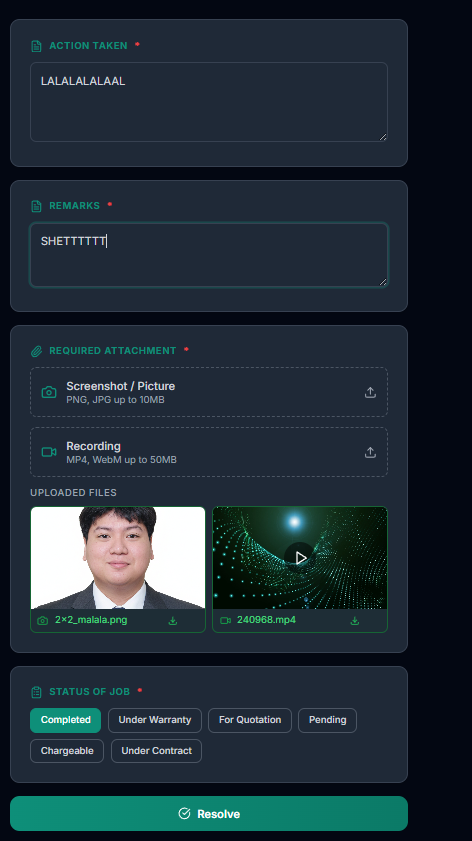 ACTION TAKEN *
LALALALALAAL
REMARKS *
SHETTTTTT
REQUIRED ATTACHMENT *
Screenshot / Picture
PNG, JPG up to 10MB
Recording
MP4, WebM up to 50MB
UPLOADED FILES
2×2_malala.png
240968.mp4
STATUS OF JOB *
Completed Under Warranty For Quotation Pending
Chargeable Under Contract
Resolve